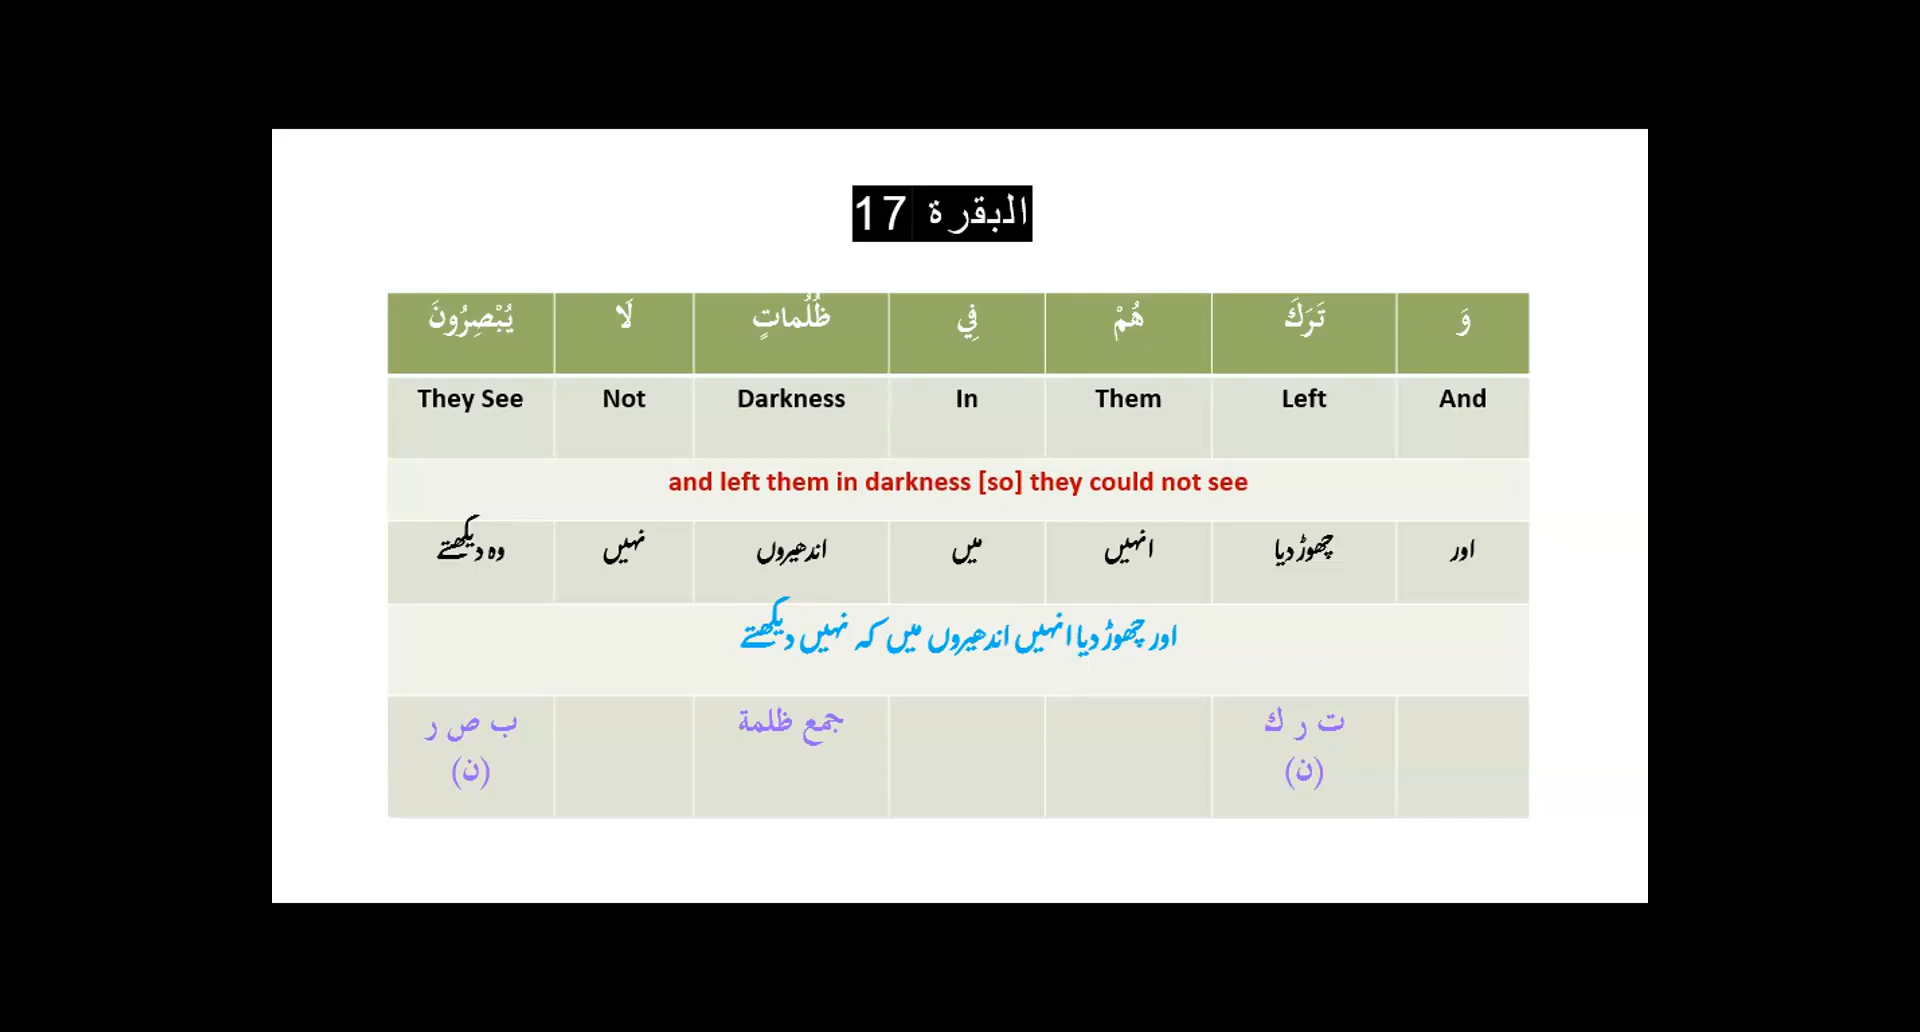 البقرة 17
وَ تَرَكَ هُمْ فِي ظُلُماتٍ لَا يُبْصِرُونَ
They See Not Darkness In Them Left And
and left them in darkness [so] they could not see
اور چھوڑ دیا انہیں میں اندھیروں نہیں وہ دیکھتے
اور چھوڑ دیا انہیں اندھیروں میں کہ نہیں دیکھتے
ت ر ك جمع ظلمة ب ص ر
(ن) (ن)